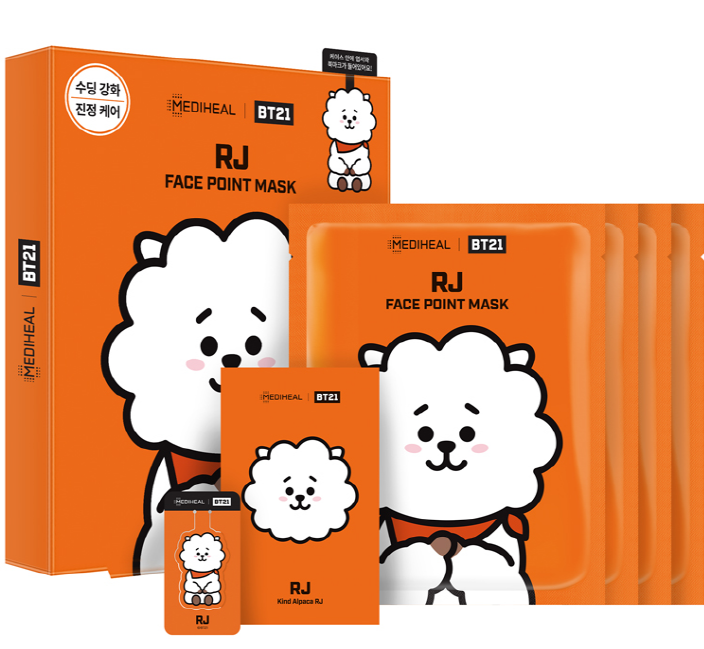 수딩 강화
진정 케어
MEDIHEAL | BT21
RJ
FACE POINT MASK
MEDIHEAL | BT21
MEDIHEAL | BT21
RJ
FACE POINT MASK
MEDIHEAL | BT21
RJ
Kind Alpaca RJ
MEDIHEAL | BT21
RJ